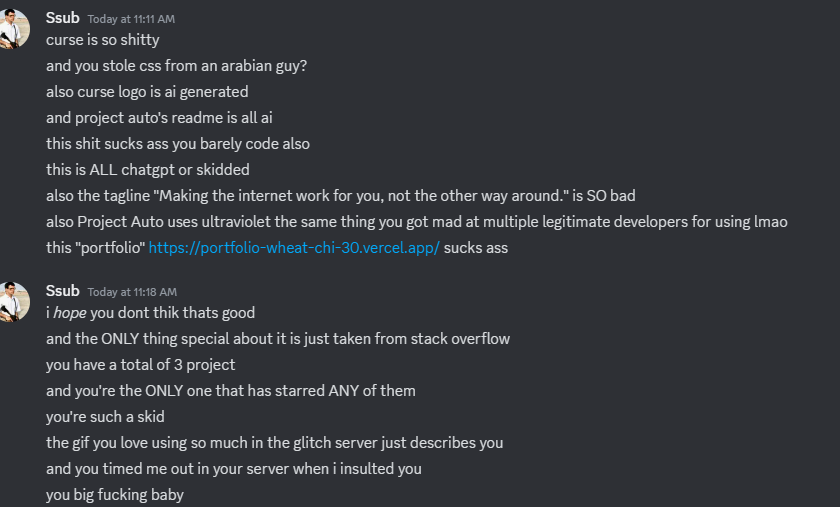 Ssub Today at 11:11 AM
curse is so shitty
and you stole css from an arabian guy?
also curse logo is ai generated
and project auto's readme is all ai
this shit sucks ass you barely code also
this is ALL chatgpt or skidded
also the tagline "Making the internet work for you, not the other way around." is SO bad
also Project Auto uses ultraviolet the same thing you got mad at multiple legitimate developers for using lmao
this "portfolio" https://portfolio-wheat-chi-30.vercel.app/ sucks ass
Ssub Today at 11:18 AM
i hope you dont thik thats good
and the ONLY thing special about it is just taken from stack overflow
you have a total of 3 project
and you're the ONLY one that has starred ANY of them
you're such a skid
the gif you love using so much in the glitch server just describes you
and you timed me out in your server when i insulted you
you big fucking baby